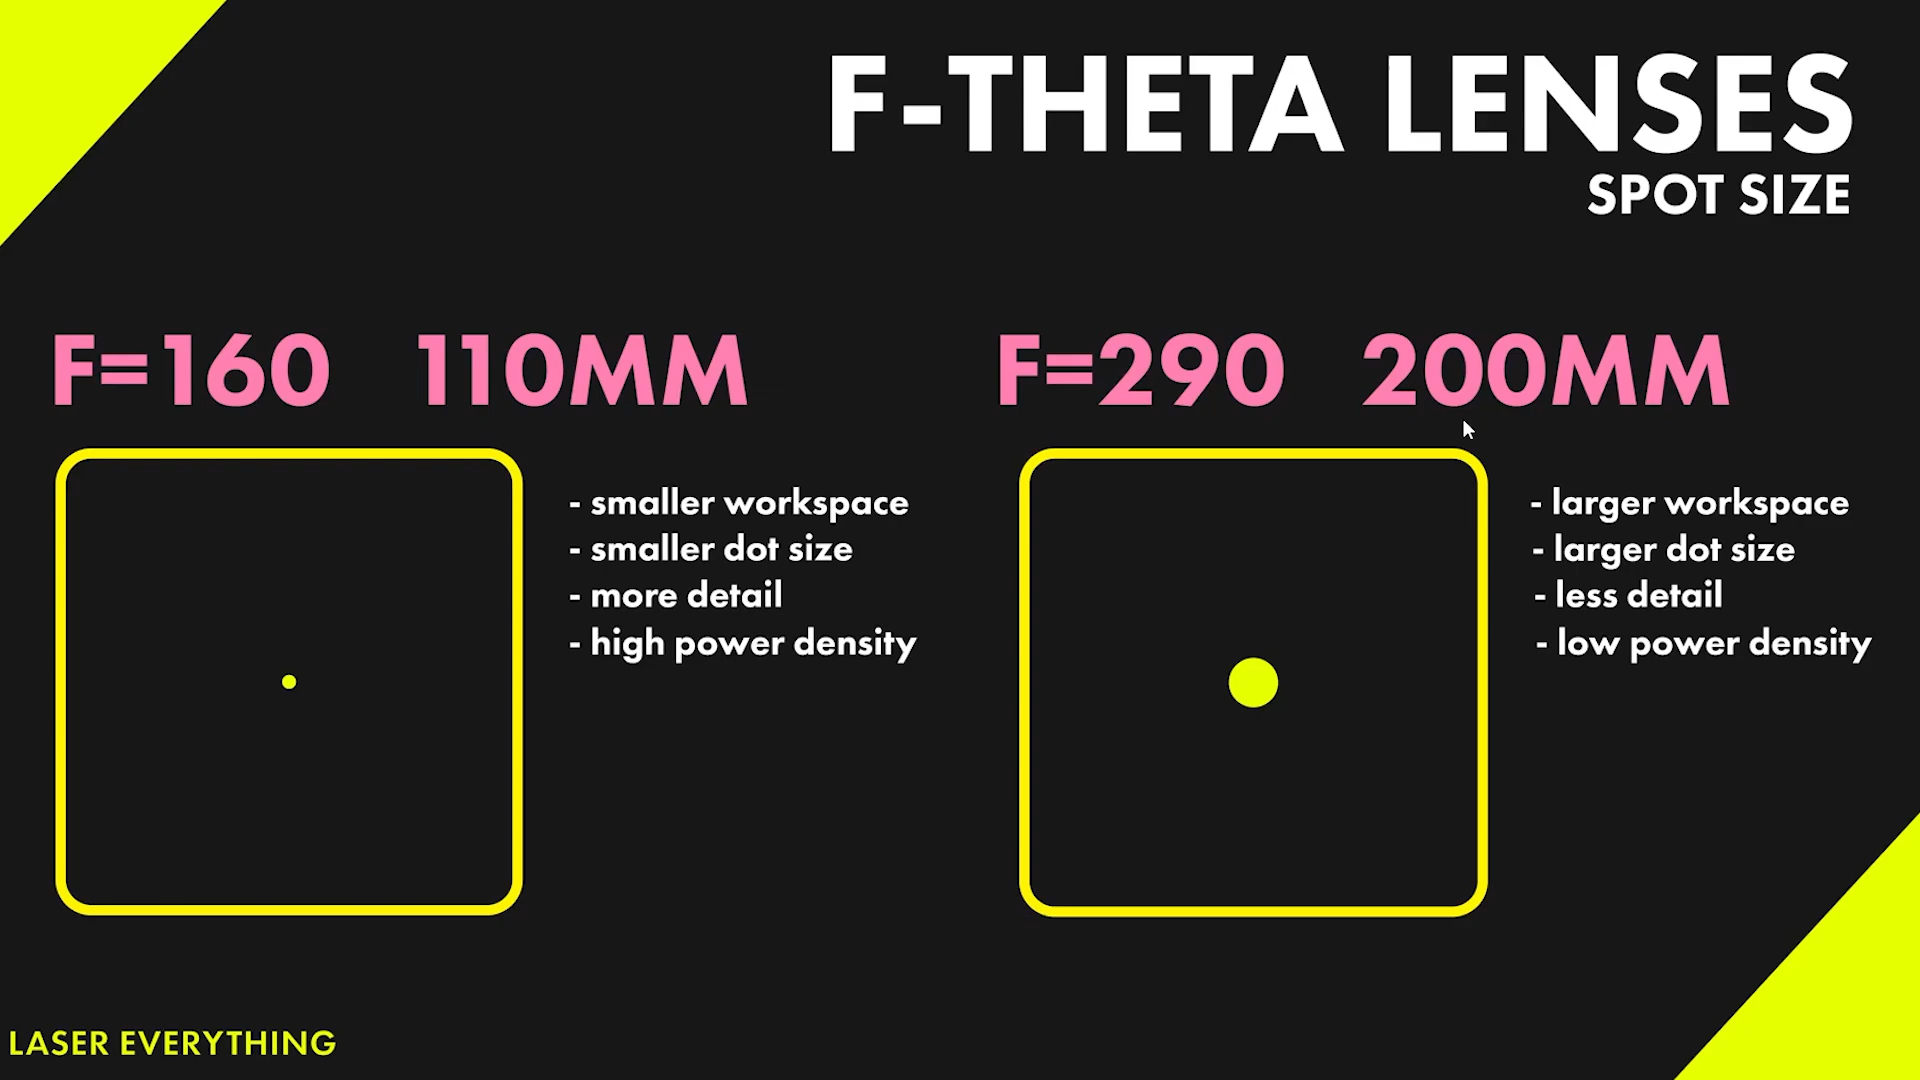 F-THETA LENSES
SPOT SIZE
F=160 110MM
- smaller workspace
- smaller dot size
- more detail
- high power density
F=290 200MM
- larger workspace
- larger dot size
- less detail
- low power density
LASER EVERYTHING